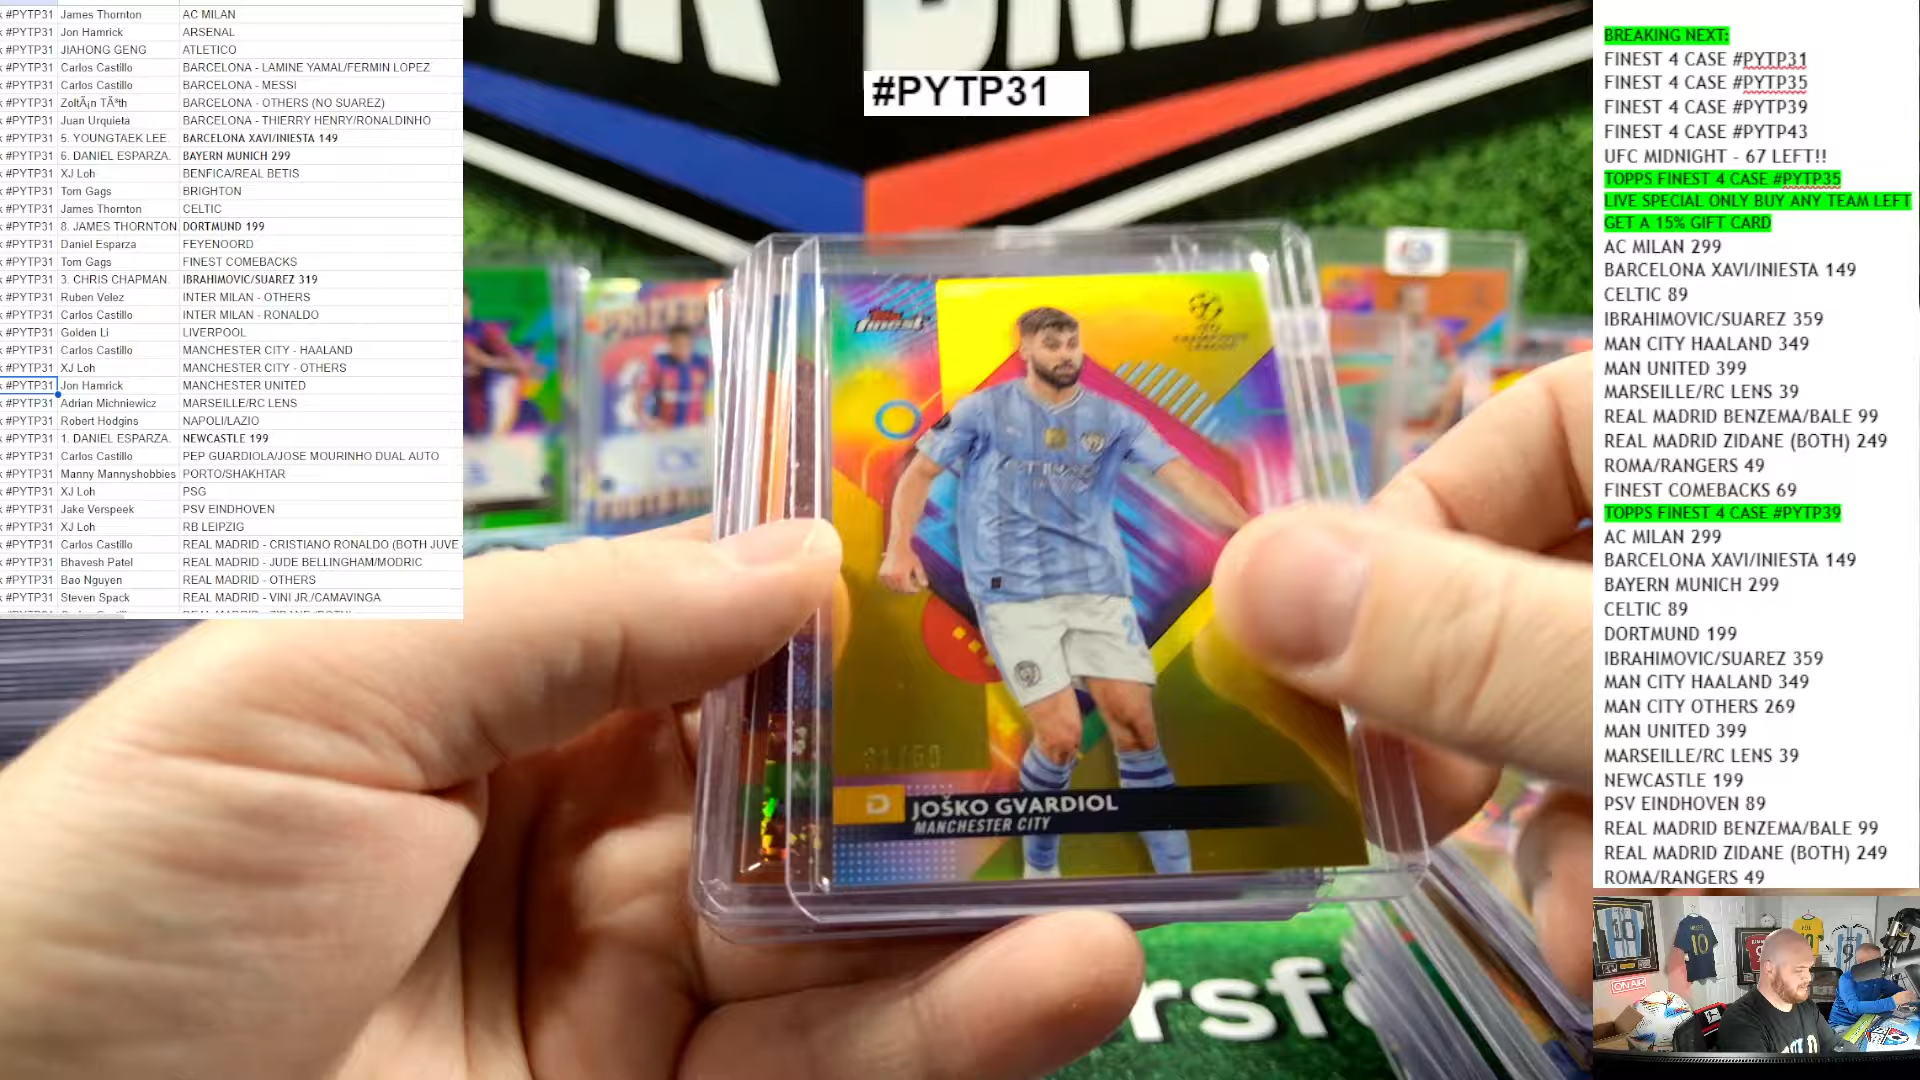 #PYTP31 James Thornton AC MILAN
#PYTP31 Jon Hamrick ARSENAL
#PYTP31 JIAHONG GENG ATLETICO
#PYTP31 Carlos Castillo BARCELONA - LAMINE YAMAL/FERMIN LOPEZ
#PYTP31 Carlos Castillo BARCELONA - MESSI
#PYTP31 ZoltÃ¡n TÃ³th BARCELONA - OTHERS (NO SUAREZ)
#PYTP31 Juan Urquieta BARCELONA - THIERRY HENRY/RONALDINHO
#PYTP31 5. YOUNGTAEK LEE. BARCELONA XAVI/INIESTA 149
#PYTP31 6. DANIEL ESPARZA. BAYERN MUNICH 299
#PYTP31 XJ Loh BENFICA/REAL BETIS
#PYTP31 Tom Gags BRIGHTON
#PYTP31 James Thornton CELTIC
#PYTP31 8. JAMES THORNTON DORTMUND 199
#PYTP31 Daniel Esparza FEYENOORD
#PYTP31 Tom Gags FINEST COMEBACKS
#PYTP31 3. CHRIS CHAPMAN. IBRAHIMOVIC/SUAREZ 319
#PYTP31 Ruben Velez INTER MILAN - OTHERS
#PYTP31 Carlos Castillo INTER MILAN - RONALDO
#PYTP31 Golden Li LIVERPOOL
#PYTP31 Carlos Castillo MANCHESTER CITY - HAALAND
#PYTP31 XJ Loh MANCHESTER CITY - OTHERS
#PYTP31 Jon Hamrick MANCHESTER UNITED
#PYTP31 Adrian Michniewicz MARSEILLE/RC LENS
#PYTP31 Robert Hodgins NAPOLI/LAZIO
#PYTP31 1. DANIEL ESPARZA. NEWCASTLE 199
#PYTP31 Carlos Castillo PEP GUARDIOLA/JOSE MOURINHO DUAL AUTO
#PYTP31 Manny Mannyshobbies PORTO/SHAKHTAR
#PYTP31 XJ Loh PSG
#PYTP31 Jake Verspeek PSV EINDHOVEN
#PYTP31 XJ Loh RB LEIPZIG
#PYTP31 Carlos Castillo REAL MADRID - CRISTIANO RONALDO (BOTH JUVE
#PYTP31 Bhavesh Patel REAL MADRID - JUDE BELLINGHAM/MODRIC
#PYTP31 Bao Nguyen REAL MADRID - OTHERS
#PYTP31 Steven Spack REAL MADRID - VINI JR./CAMAVINGA
#PYTP31
Topps finest
31/50
D JOŠKO GVARDIOL
MANCHESTER CITY
BREAKING NEXT:
FINEST 4 CASE #PYTP31
FINEST 4 CASE #PYTP35
FINEST 4 CASE #PYTP39
FINEST 4 CASE #PYTP43
UFC MIDNIGHT - 67 LEFT!!
TOPPS FINEST 4 CASE #PYTP35
LIVE SPECIAL ONLY BUY ANY TEAM LEFT
GET A 15% GIFT CARD
AC MILAN 299
BARCELONA XAVI/INIESTA 149
CELTIC 89
IBRAHIMOVIC/SUAREZ 359
MAN CITY HAALAND 349
MAN UNITED 399
MARSEILLE/RC LENS 39
REAL MADRID BENZEMA/BALE 99
REAL MADRID ZIDANE (BOTH) 249
ROMA/RANGERS 49
FINEST COMEBACKS 69
TOPPS FINEST 4 CASE #PYTP39
AC MILAN 299
BARCELONA XAVI/INIESTA 149
BAYERN MUNICH 299
CELTIC 89
DORTMUND 199
IBRAHIMOVIC/SUAREZ 359
MAN CITY HAALAND 349
MAN CITY OTHERS 269
MAN UNITED 399
MARSEILLE/RC LENS 39
NEWCASTLE 199
PSV EINDHOVEN 89
REAL MADRID BENZEMA/BALE 99
REAL MADRID ZIDANE (BOTH) 249
ROMA/RANGERS 49
ON AIR